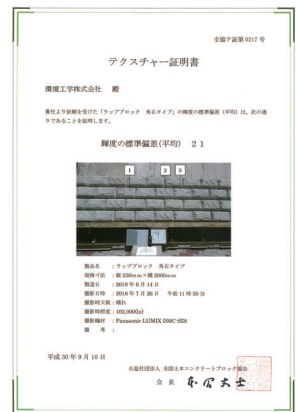 全協テ証第0217号
テクスチャー証明書
環境工学株式会社 殿
貴社より依頼を受けた「ラップブロック 角石タイプ」の輝度の標準偏差（平均）は、次の通
りであることを証明します。
輝度の標準偏差(平均) 21
1 2 3
製品名 ：ラップブロック 角石タイプ
規格寸法 ：縦250mm×横2000mm
製造日 ：2018年6月14日
撮影日時 ：2018年7月26日 午前11時50分
撮影時天候：晴れ
撮影時照度：102,000(lx)
撮影機材 ：Panasonic LUMIX DMC-SZ8
備考 ：
平成30年9月10日
公益社団法人 全国土木コンクリートブロック協会
会長